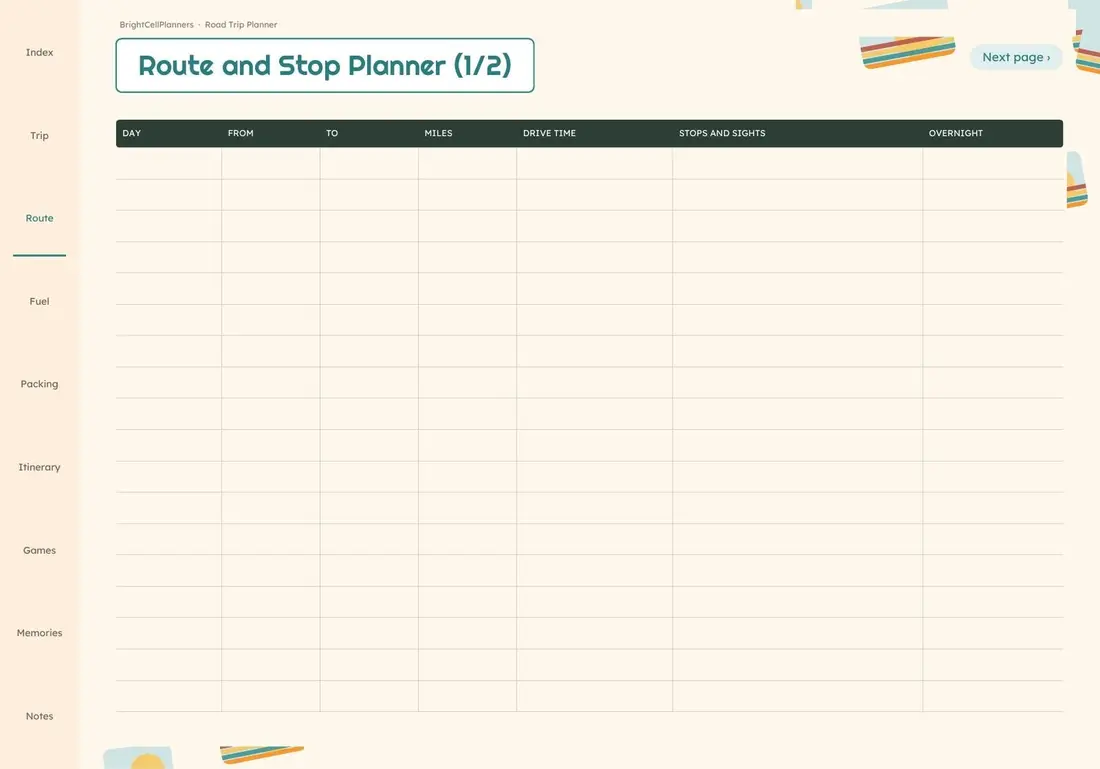 BrightCellPlanners · Road Trip Planner
Route and Stop Planner (1/2)
Next page ›
Index
Trip
Route
Fuel
Packing
Itinerary
Games
Memories
Notes
DAY FROM TO MILES DRIVE TIME STOPS AND SIGHTS OVERNIGHT